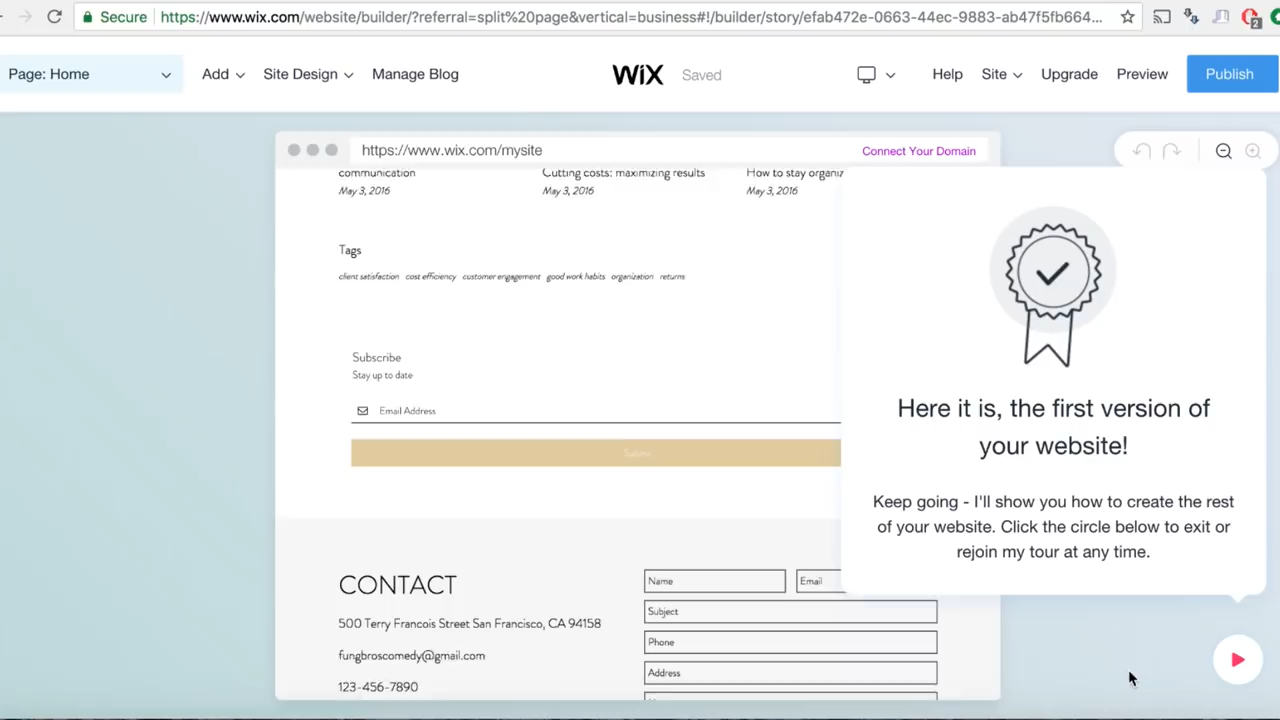 Secure https://www.wix.com/website/builder/?referral=split%20page&vertical=business#!/builder/story/efab472e-0663-44ec-9883-ab47f5fb664...
2
Page: Home Add Site Design Manage Blog WiX Saved Help Site Upgrade Preview Publish
https://www.wix.com/mysite Connect Your Domain
communication Cutting costs: maximizing results How to stay organiz
May 3, 2016 May 3, 2016 May 3, 2016
Tags
client satisfaction cost efficiency customer engagement good work habits organization returns
Subscribe
Stay up to date
Email Address
Submit
Here it is, the first version of
your website!
Keep going - I'll show you how to create the rest
of your website. Click the circle below to exit or
rejoin my tour at any time.
CONTACT
500 Terry Francois Street San Francisco, CA 94158
fungbroscomedy@gmail.com
123-456-7890
Name Email
Subject
Phone
Address